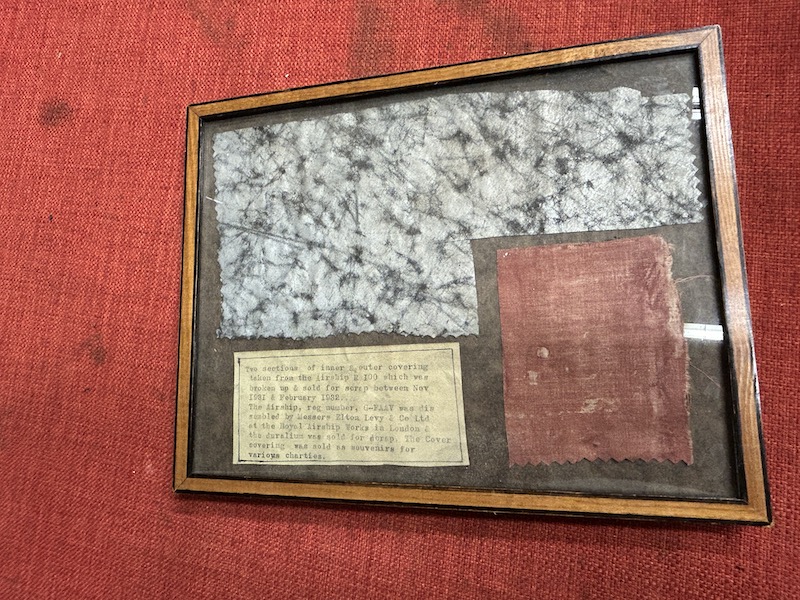 Two sections of inner & outer covering
taken from the Airship R 100 which was
broken up & sold for scrap between Nov
1931 & February 1932...
The Airship, reg number, G-FAAV was dis
mmbled by Messers Elton Levy & Co Ltd
at the Royal Airship Works in London &
the duralium was sold for scrap. The Cover
covering was sold as souvenirs for
various charties.